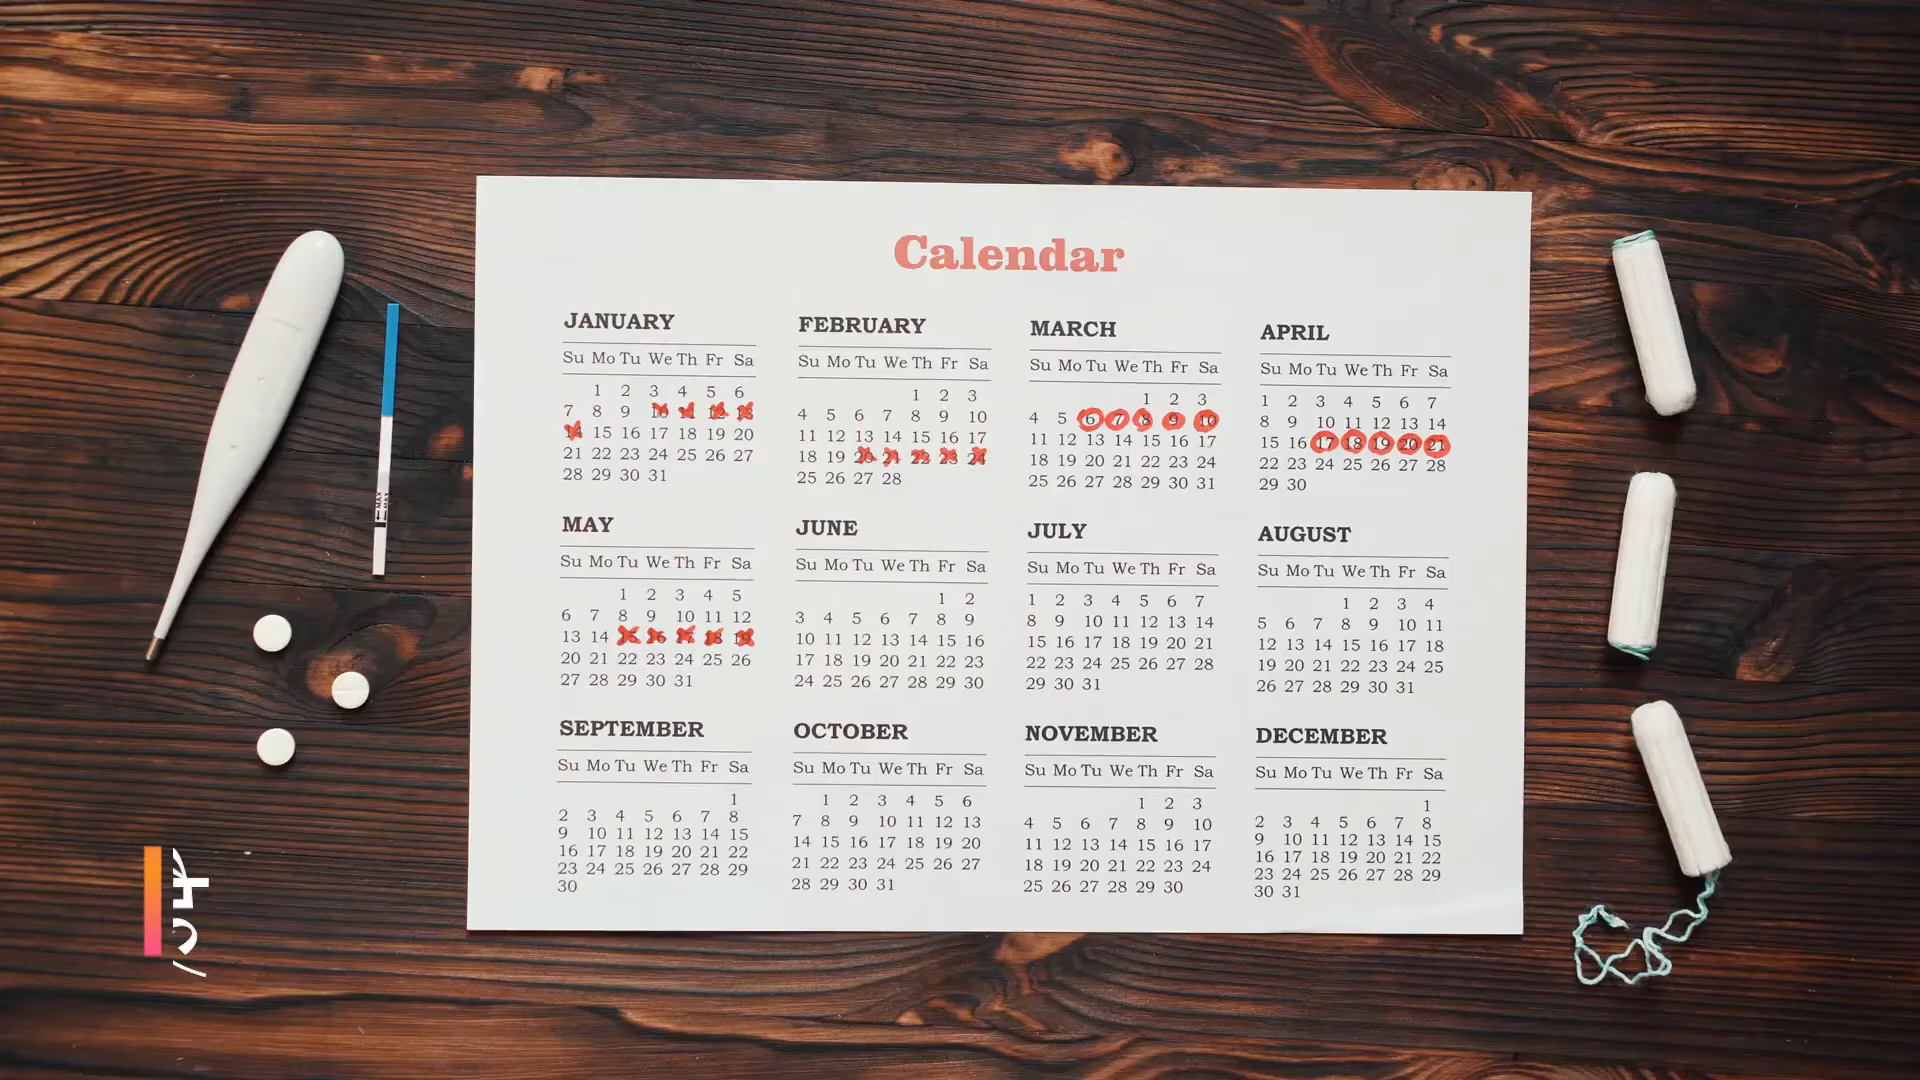 Calendar
JANUARY
Su Mo Tu We Th Fr Sa
1 2 3 4 5 6
7 8 9 10 11 12 13
14 15 16 17 18 19 20
21 22 23 24 25 26 27
28 29 30 31
FEBRUARY
Su Mo Tu We Th Fr Sa
1 2 3
4 5 6 7 8 9 10
11 12 13 14 15 16 17
18 19 20 21 22 23 24
25 26 27 28
MARCH
Su Mo Tu We Th Fr Sa
1 2 3
4 5 6 7 8 9 10
11 12 13 14 15 16 17
18 19 20 21 22 23 24
25 26 27 28 29 30 31
APRIL
Su Mo Tu We Th Fr Sa
1 2 3 4 5 6 7
8 9 10 11 12 13 14
15 16 17 18 19 20 21
22 23 24 25 26 27 28
29 30
MAY
Su Mo Tu We Th Fr Sa
1 2 3 4 5
6 7 8 9 10 11 12
13 14 15 16 17 18 19
20 21 22 23 24 25 26
27 28 29 30 31
JUNE
Su Mo Tu We Th Fr Sa
1 2
3 4 5 6 7 8 9
10 11 12 13 14 15 16
17 18 19 20 21 22 23
24 25 26 27 28 29 30
JULY
Su Mo Tu We Th Fr Sa
1 2 3 4 5 6 7
8 9 10 11 12 13 14
15 16 17 18 19 20 21
22 23 24 25 26 27 28
29 30 31
AUGUST
Su Mo Tu We Th Fr Sa
1 2 3 4
5 6 7 8 9 10 11
12 13 14 15 16 17 18
19 20 21 22 23 24 25
26 27 28 29 30 31
SEPTEMBER
Su Mo Tu We Th Fr Sa
1
2 3 4 5 6 7 8
9 10 11 12 13 14 15
16 17 18 19 20 21 22
23 24 25 26 27 28 29
30
OCTOBER
Su Mo Tu We Th Fr Sa
1 2 3 4 5 6
7 8 9 10 11 12 13
14 15 16 17 18 19 20
21 22 23 24 25 26 27
28 29 30 31
NOVEMBER
Su Mo Tu We Th Fr Sa
1 2 3
4 5 6 7 8 9 10
11 12 13 14 15 16 17
18 19 20 21 22 23 24
25 26 27 28 29 30
DECEMBER
Su Mo Tu We Th Fr Sa
1
2 3 4 5 6 7 8
9 10 11 12 13 14 15
16 17 18 19 20 21 22
23 24 25 26 27 28 29
30 31
MAX
MAX